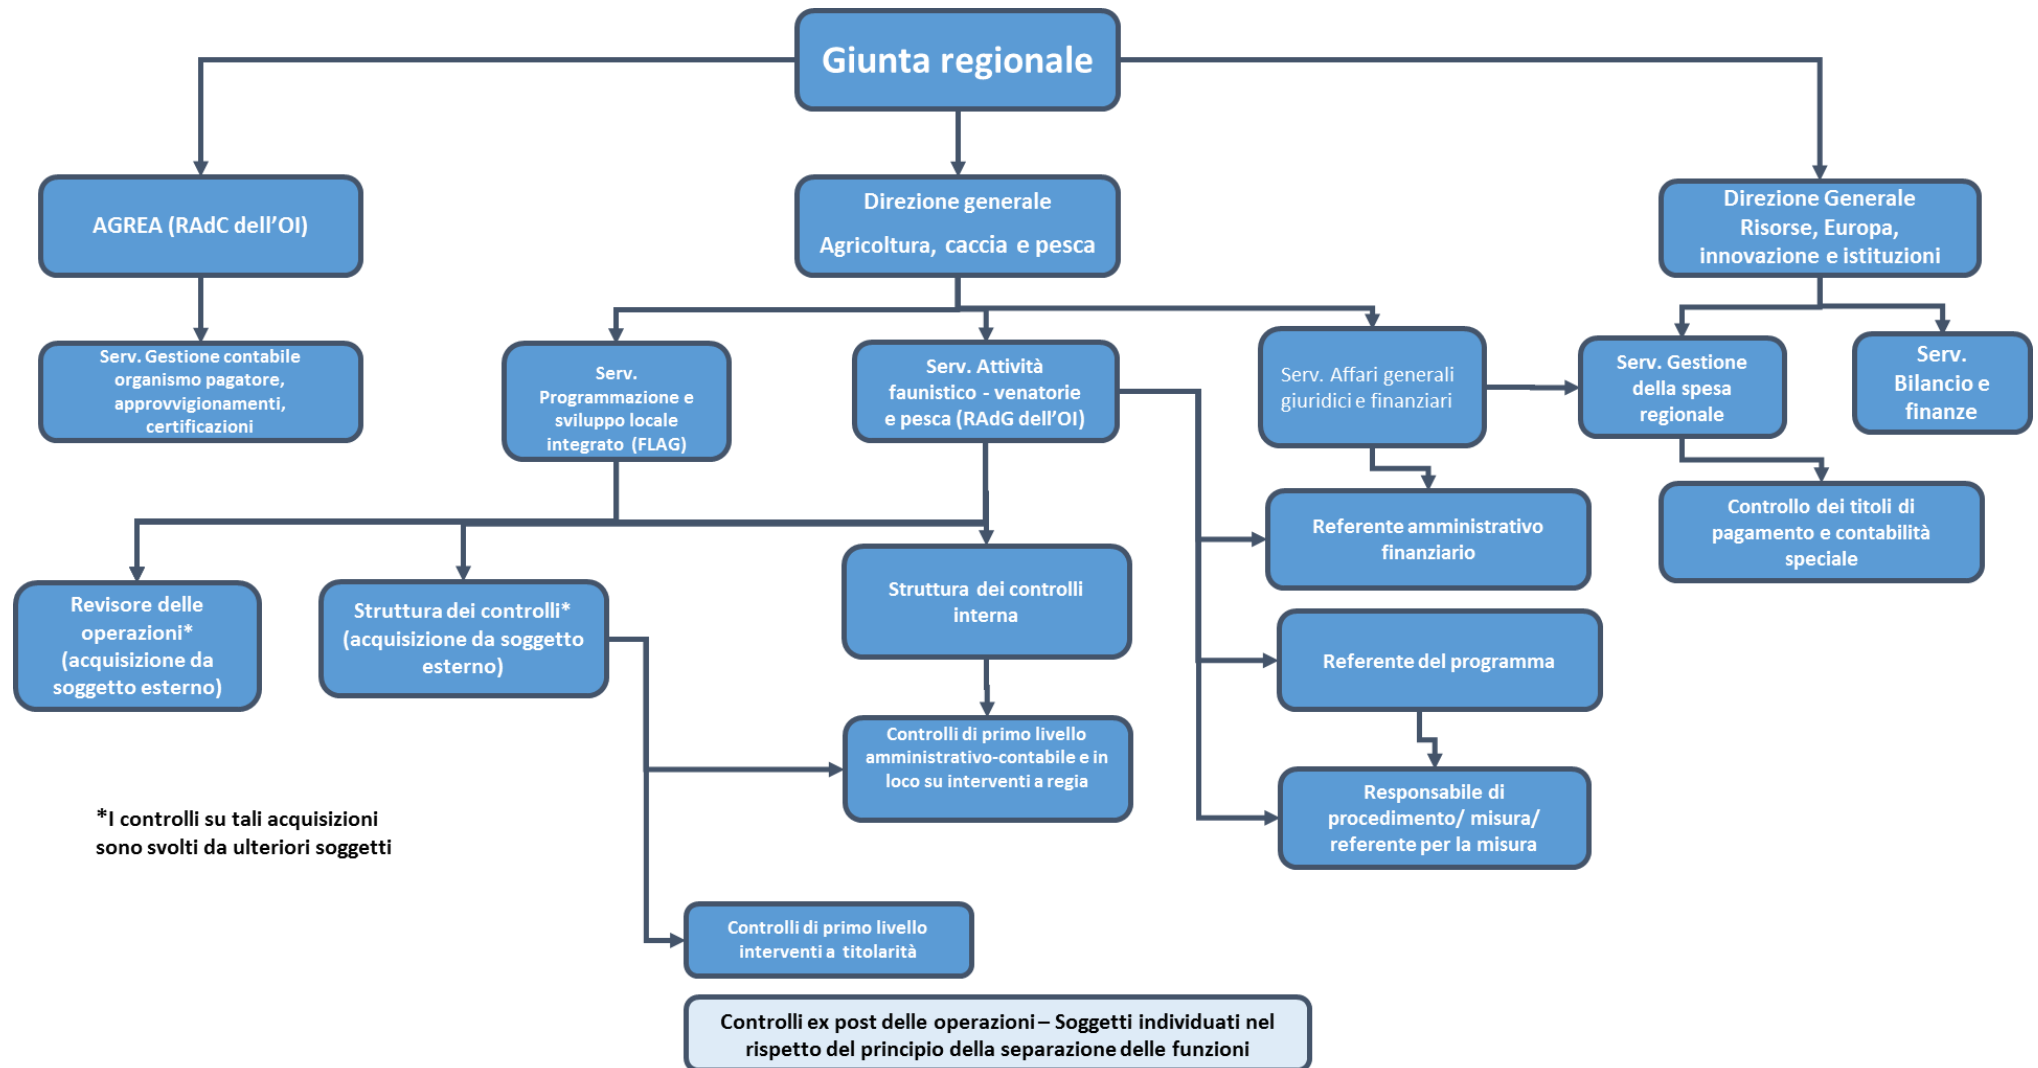 Giunta regionale
AGREA (RAdC dell’OI)
Direzione generale
Agricoltura, caccia e pesca
Direzione Generale
Risorse, Europa,
innovazione e istituzioni
Serv. Gestione contabile
organismo pagatore,
approvvigionamenti,
certificazioni
Serv.
Programmazione e
sviluppo locale
integrato (FLAG)
Serv. Attività
faunistico - venatorie
e pesca (RAdG dell’OI)
Serv. Affari generali
giuridici e finanziari
Serv. Gestione
della spesa
regionale
Serv.
Bilancio e
finanze
Referente amministrativo
finanziario
Controllo dei titoli di
pagamento e contabilità
speciale
Revisore delle
operazioni*
(acquisizione da
soggetto esterno)
Struttura dei controlli*
(acquisizione da soggetto
esterno)
Struttura dei controlli
interna
Referente del programma
Controlli di primo livello
amministrativo-contabile e in
loco su interventi a regia
Responsabile di
procedimento/ misura/
referente per la misura
*I controlli su tali acquisizioni
sono svolti da ulteriori soggetti
Controlli di primo livello
interventi a titolarità
Controlli ex post delle operazioni – Soggetti individuati nel
rispetto del principio della separazione delle funzioni